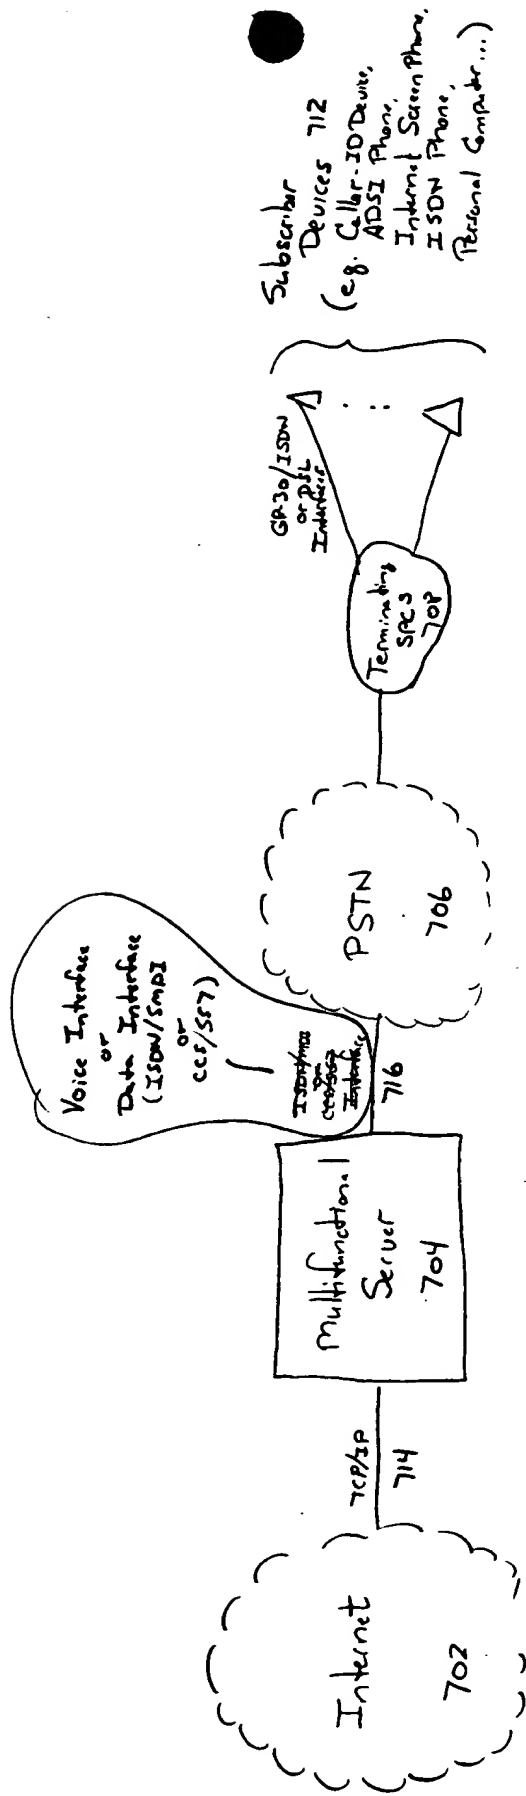 Internet
702
TCP/IP
714
Multifunctional
Server
704
Voice Interface
or
Data Interface
(ISDN/SMDI
or
CCS/SS7)
or
Interface
716
PSTN
706
Terminating
SPCS
708
GR30/ISDN
or DSL
Interfaces
Subscriber
Devices 712
(e.g. Caller-ID Device,
ADSI Phone,
Internet Screen Phone,
ISDN Phone,
Personal Computer...)